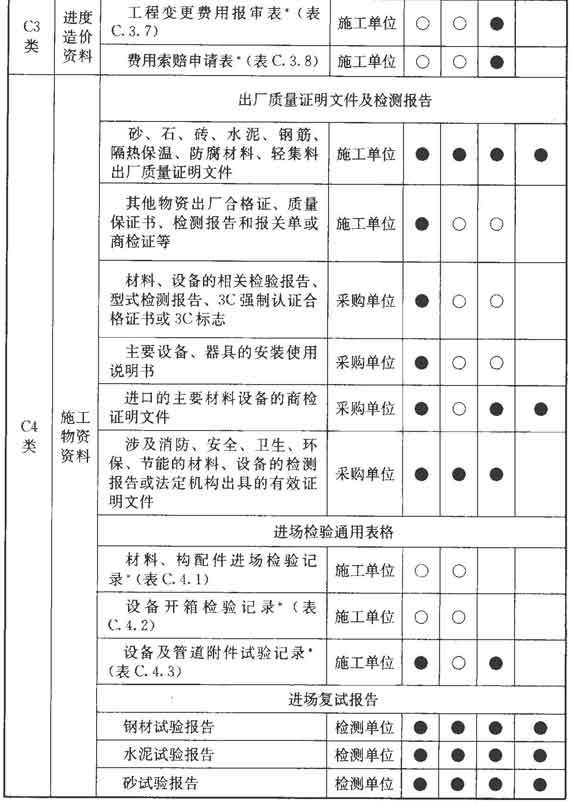 C3
类
进度
造价
资料
工程变更费用报审表*(表
C.3.7)
施工单位 ○ ○ ●
费用索赔申请表*(表C.3.8) 施工单位 ○ ○ ●
C4
类
施工
物资
资料
出厂质量证明文件及检测报告
砂、石、砖、水泥、钢筋、
隔热保温、防腐材料、轻集料
出厂质量证明文件
施工单位 ● ● ● ●
其他物资出厂合格证、质量
保证书、检测报告和报关单或
商检证等
施工单位 ● ○ ○
材料、设备的相关检验报告、
型式检测报告、3C强制认证合
格证书或3C标志
采购单位 ● ○ ○
主要设备、器具的安装使用
说明书
采购单位 ● ○ ○
进口的主要材料设备的商检
证明文件
采购单位 ● ○ ● ●
涉及消防、安全、卫生、环
保、节能的材料、设备的检测
报告或法定机构出具的有效证
明文件
采购单位 ● ● ●
进场检验通用表格
材料、构配件进场检验记
录*(表C.4.1)
施工单位 ○ ○
设备开箱检验记录*(表
C.4.2)
施工单位 ○ ○
设备及管道附件试验记录*
(表C.4.3)
施工单位 ● ○ ●
进场复试报告
钢材试验报告 检测单位 ● ● ● ●
水泥试验报告 检测单位 ● ● ● ●
砂试验报告 检测单位 ● ● ● ●